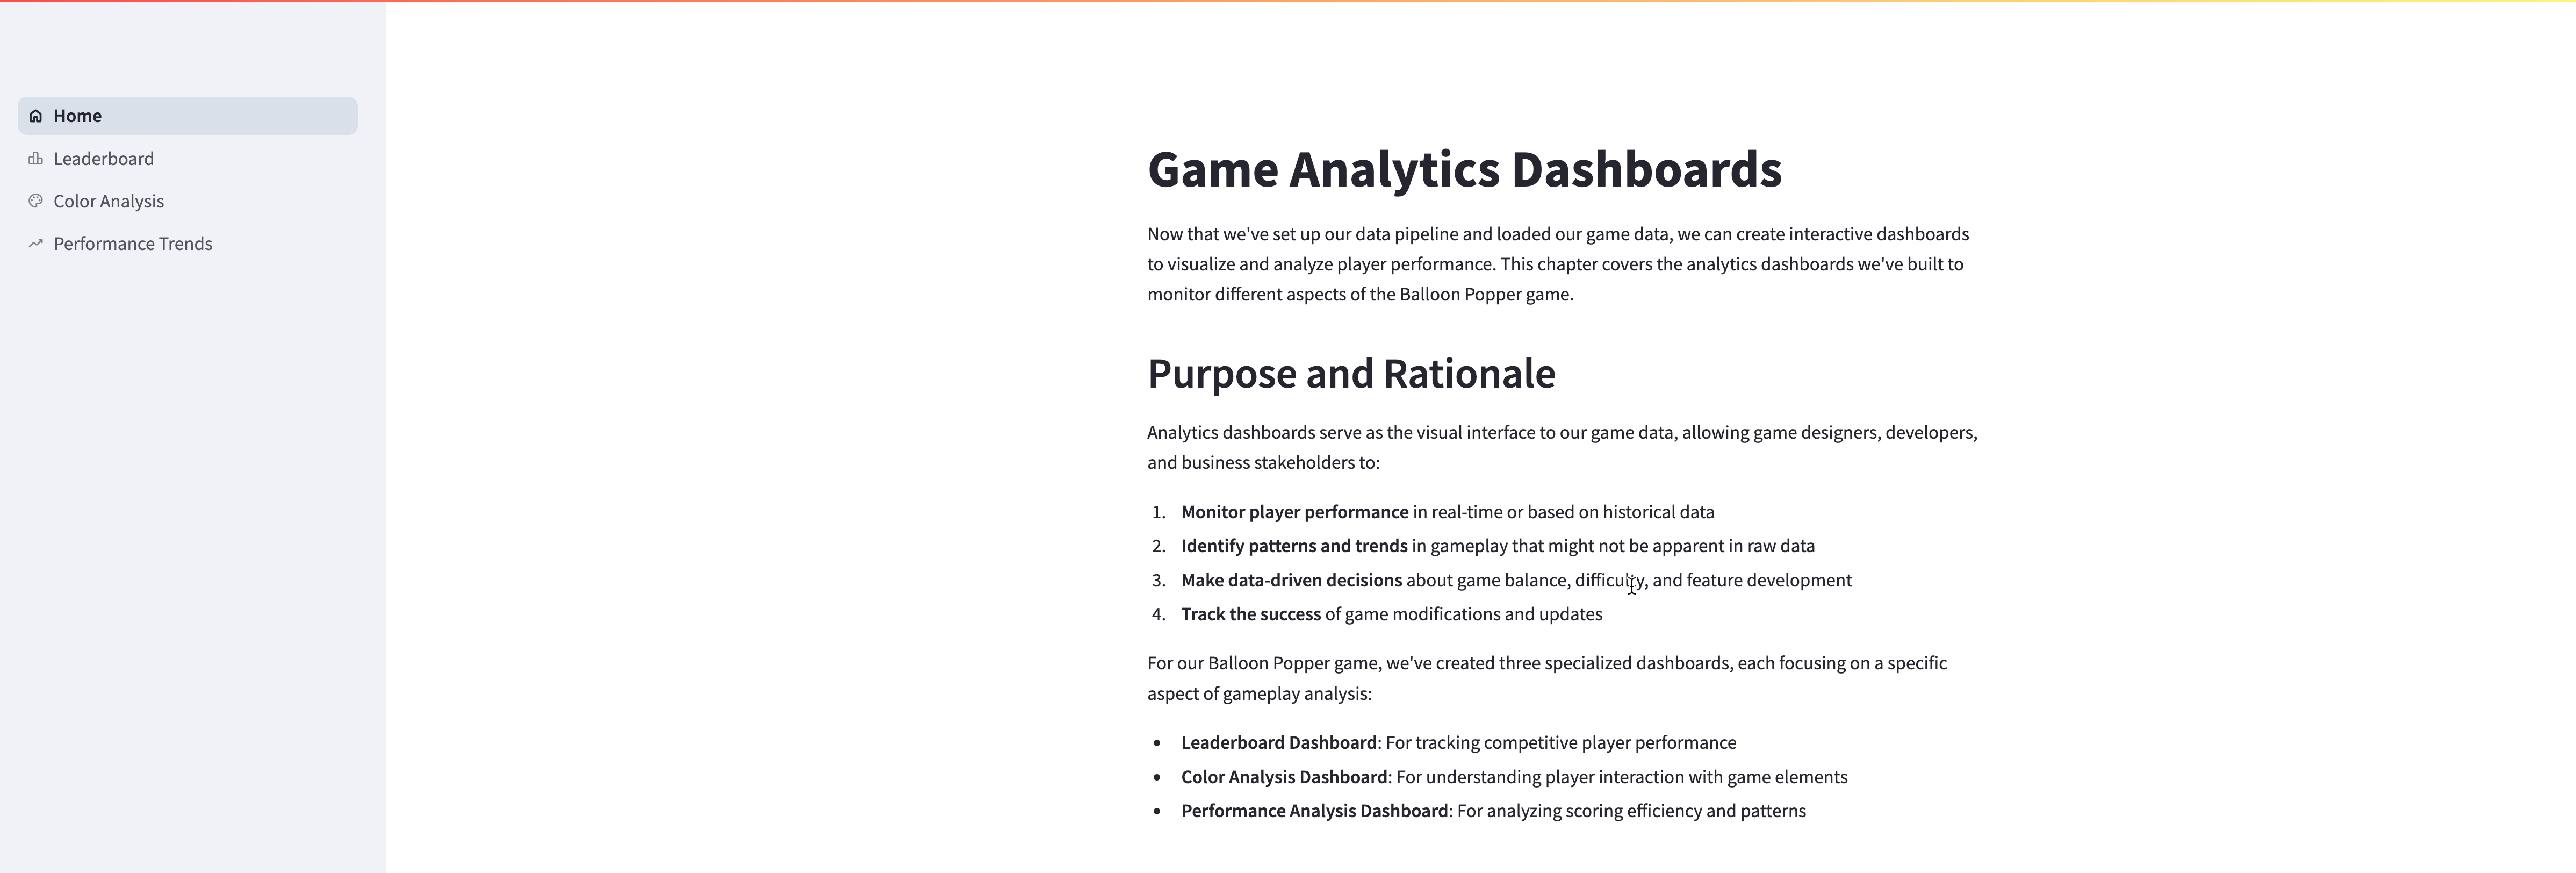 Home
Leaderboard
Color Analysis
Performance Trends
Game Analytics Dashboards
Now that we've set up our data pipeline and loaded our game data, we can create interactive dashboards
to visualize and analyze player performance. This chapter covers the analytics dashboards we've built to
monitor different aspects of the Balloon Popper game.
Purpose and Rationale
Analytics dashboards serve as the visual interface to our game data, allowing game designers, developers,
and business stakeholders to:
1. Monitor player performance in real-time or based on historical data
2. Identify patterns and trends in gameplay that might not be apparent in raw data
3. Make data-driven decisions about game balance, difficulty, and feature development
4. Track the success of game modifications and updates
For our Balloon Popper game, we've created three specialized dashboards, each focusing on a specific
aspect of gameplay analysis:
• Leaderboard Dashboard: For tracking competitive player performance
• Color Analysis Dashboard: For understanding player interaction with game elements
• Performance Analysis Dashboard: For analyzing scoring efficiency and patterns